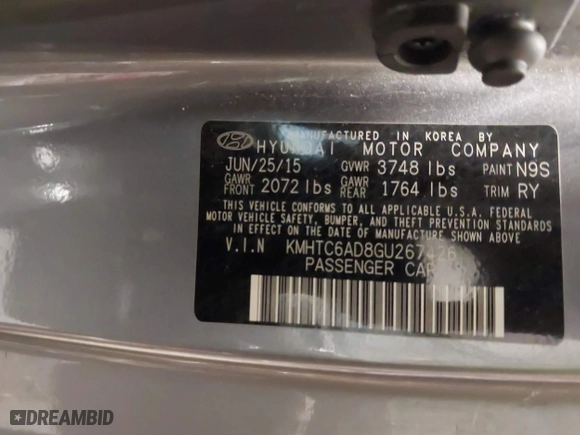 MANUFACTURED IN KOREA BY
HYUNDAI MOTOR COMPANY
JUN/25/15 GVWR 3748 lbs PAINT N9S
GAWR FRONT 2072 lbs GAWR REAR 1764 lbs TRIM RY
THIS VEHICLE CONFORMS TO ALL APPLICABLE U.S.A. FEDERAL
MOTOR VEHICLE SAFETY, BUMPER, AND THEFT PREVENTION STANDARDS
IN EFFECT ON THE DATE OF MANUFACTURE SHOWN ABOVE
V.I.N
PASSENGER CAR
DREAMBID